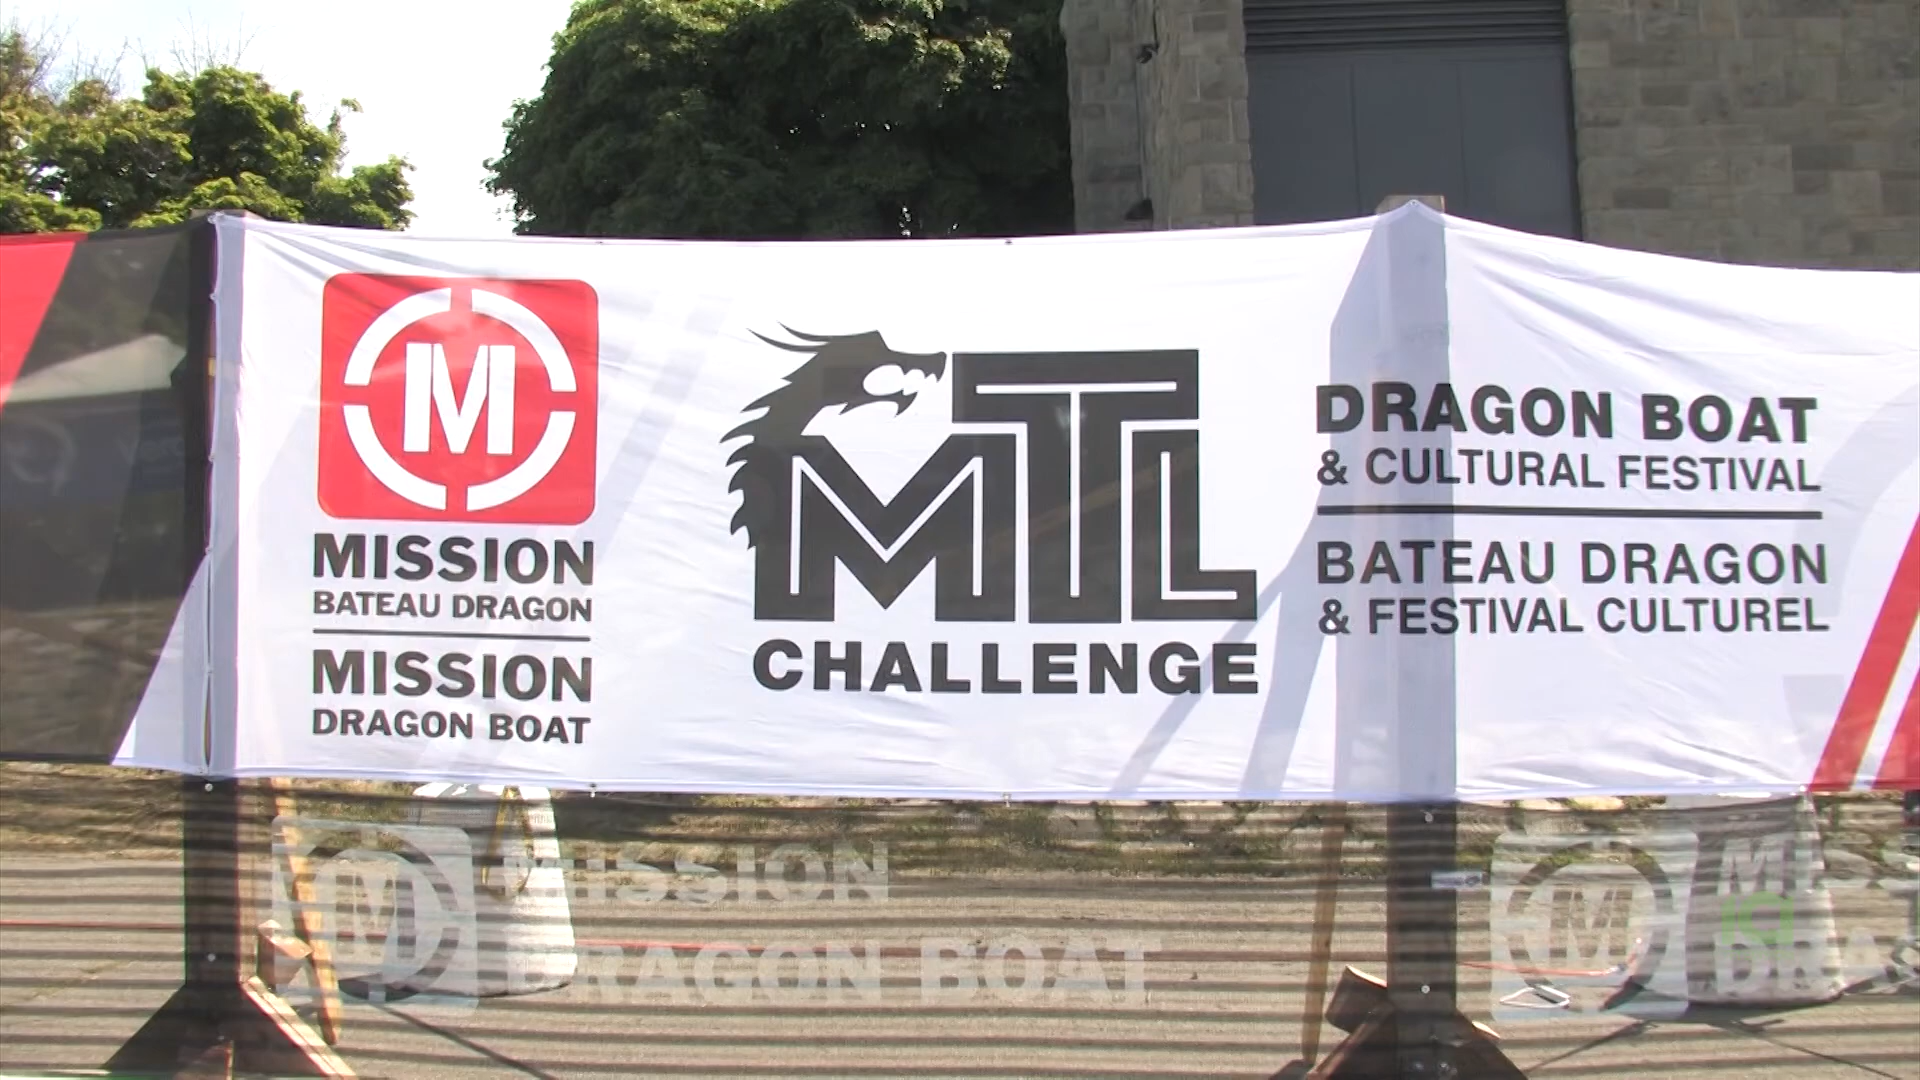 M
MISSION
BATEAU DRAGON
MISSION
DRAGON BOAT
MTL
CHALLENGE
DRAGON BOAT
& CULTURAL FESTIVAL
BATEAU DRAGON
& FESTIVAL CULTUREL
M
MISSION
DRAGON BOAT
M